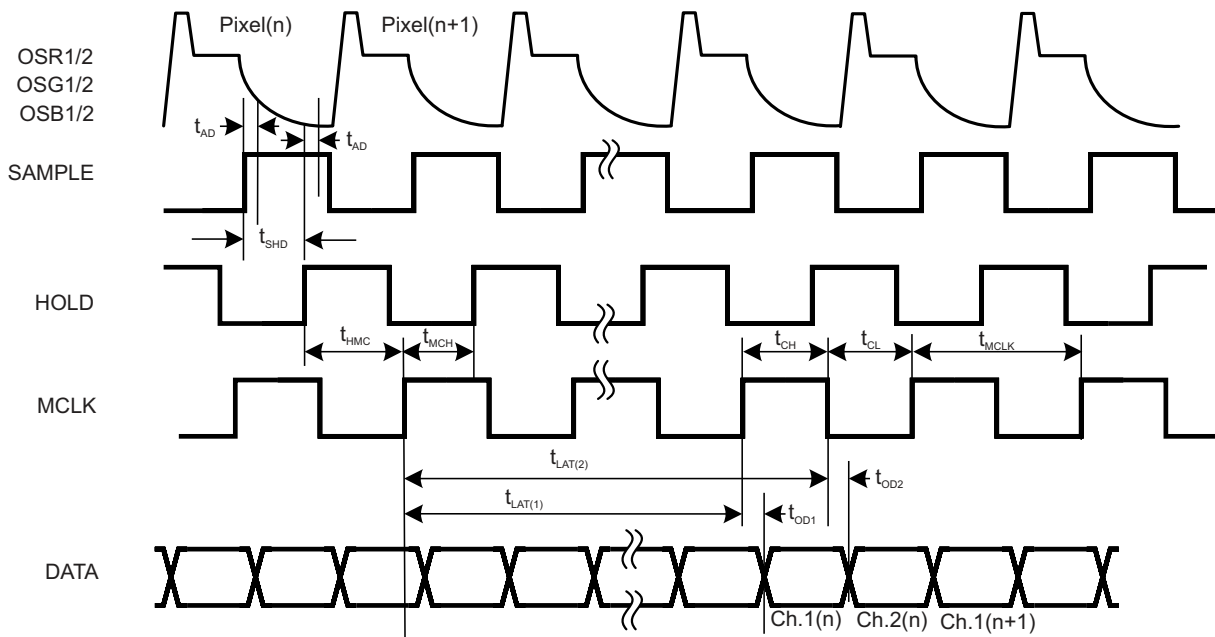 Pixel(n) Pixel(n+1)
OSR1/2
OSG1/2
OSB1/2
tAD
tAD
SAMPLE
tSHD
HOLD
tHMC tMCH tCH tCL tMCLK
MCLK
tLAT(2)
tOD2
tLAT(1)
tOD1
DATA
Ch.1(n) Ch.2(n) Ch.1(n+1)